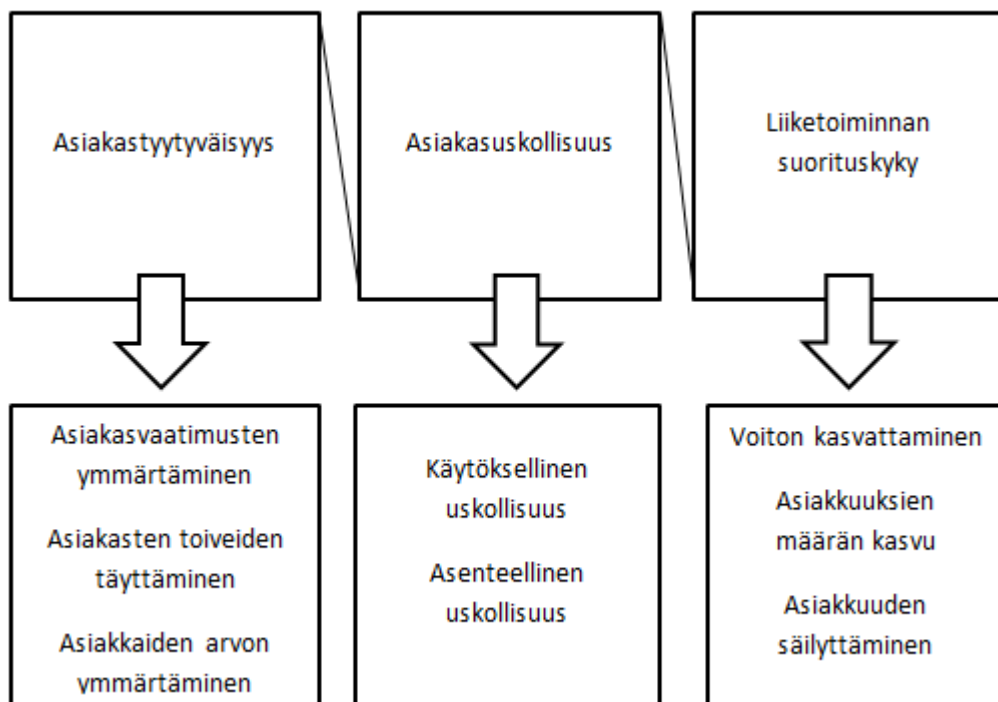 Asiakastyytyväisyys
Asiakasuskollisuus
Liiketoiminnan
suorituskyky
Asiakasvaatimusten
ymmärtäminen
Asiakasten toiveiden
täyttäminen
Asiakkaiden arvon
ymmärtäminen
Käytöksellinen
uskollisuus
Asenteellinen
uskollisuus
Voiton kasvattaminen
Asiakkuuksien
määrän kasvu
Asiakkuuden
säilyttäminen